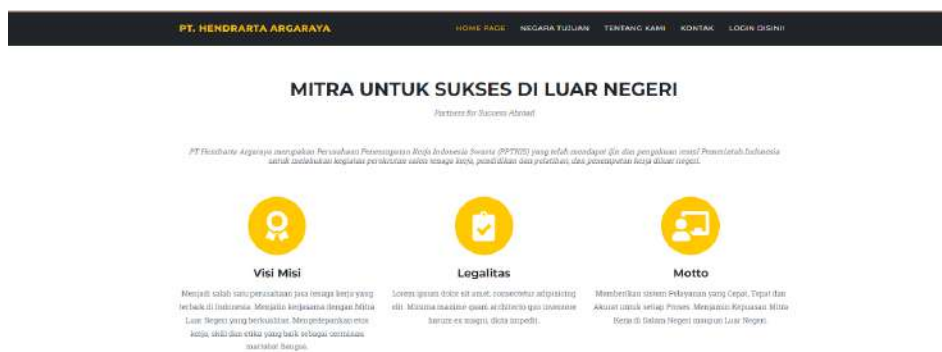 PT. HENDRARTA ARGARAYA
HOME PAGE NEGARA TUJUAN TENTANG KAMI KONTAK LOGIN DISINI!
MITRA UNTUK SUKSES DI LUAR NEGERI
Partners for Success Abroad
PT Hendrarta Argaraya merupakan Perusahaan Penempatan Kerja Indonesia Swasta (PPTKIS) yang telah mendapat ijin dan pengakuan resmi Pemerintah Indonesia
untuk melakukan kegiatan perekrutan calon tenaga kerja, pendidikan dan pelatihan, dan penempatan kerja diluar negeri.
Visi Misi
Menjadi salah satu perusahaan jasa tenaga kerja yang
terbaik di Indonesia. Menjalin kerjasama dengan Mitra
Luar Negeri yang berkualitas. Mengedepankan etos
kerja, skill dan etika yang baik sebagai cerminan
martabat Bangsa.
Legalitas
Lorem ipsum dolor sit amet, consectetur adipisicing
elit. Minima maxime quam architecto quo inventore
harum ex magni, dicta impedit.
Motto
Memberikan sistem Pelayanan yang Cepat, Tepat dan
Akurat untuk setiap Proses. Menjamin Kepuasan Mitra
Kerja di Dalam Negeri maupun Luar Negeri.